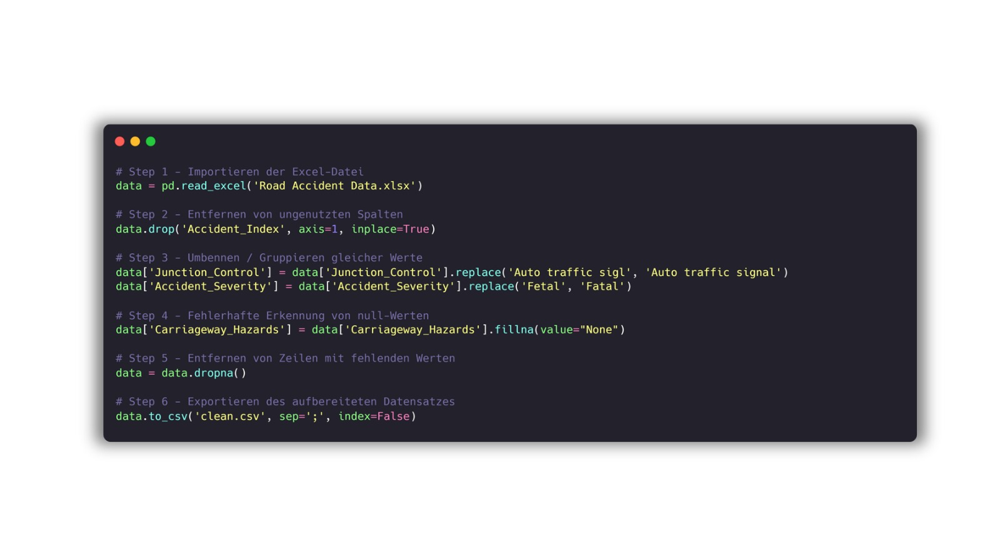 # Step 1 - Importieren der Excel-Datei
data = pd.read_excel('Road Accident Data.xlsx')
# Step 2 - Entfernen von ungenutzten Spalten
data.drop('Accident_Index', axis=1, inplace=True)
# Step 3 - Umbennen / Gruppieren gleicher Werte
data['Junction_Control'] = data['Junction_Control'].replace('Auto traffic sigl', 'Auto traffic signal')
data['Accident_Severity'] = data['Accident_Severity'].replace('Fetal', 'Fatal')
# Step 4 - Fehlerhafte Erkennung von null-Werten
data['Carriageway_Hazards'] = data['Carriageway_Hazards'].fillna(value="None")
# Step 5 - Entfernen von Zeilen mit fehlenden Werten
data = data.dropna()
# Step 6 - Exportieren des aufbereiteten Datensatzes
data.to_csv('clean.csv', sep=';', index=False)